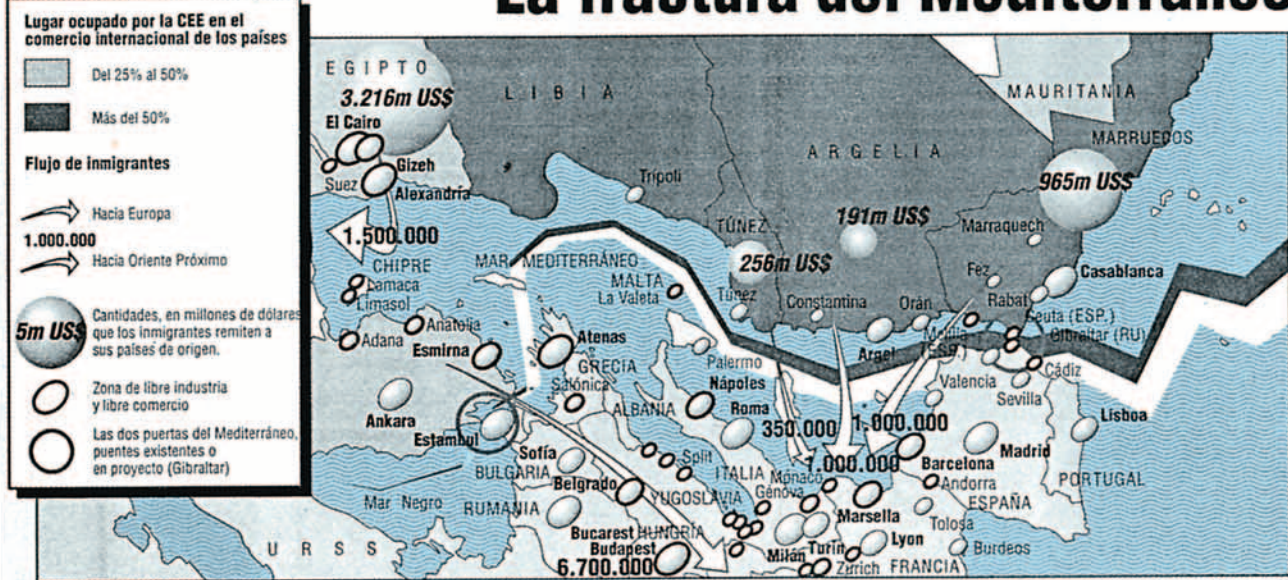 La fractura del Mediterráneo
Lugar ocupado por la CEE en el
comercio internacional de los países
Del 25% al 50%
Más del 50%
Flujo de inmigrantes
Hacia Europa
1.000.000
Hacia Oriente Próximo
5m US$
Cantidades, en millones de dólares
que los inmigrantes remiten a
sus países de origen.
Zona de libre industria
y libre comercio
Las dos puertas del Mediterráneo,
puentes existentes o
en proyecto (Gibraltar)
EGIPTO
3.216m US$
El Cairo
Suez
Gizeh
Alexandría
1.500.000
LIBIA
Trípoli
TÚNEZ
256m US$
Túnez
ARGELIA
191m US$
Constantina
Orán
Argel
MAURITANIA
MARRUECOS
965m US$
Marraquech
Fez
Casablanca
Rabat
Ceuta (ESP.)
Melilla
(ESP.)
Gibraltar (RU)
CHIPRE
Larnaca
Limasol
Adana
Anatolia
MAR MEDITERRÁNEO
MALTA
La Valeta
Esmirna
Atenas
GRECIA
Salónica
Palermo
Nápoles
Roma
ALBANIA
Ankara
Estambul
Sofía
BULGARIA
Belgrado
Split
YUGOSLAVIA
ITALIA
Mónaco
Génova
350.000
1.000.000
1.000.000
Valencia
Cádiz
Sevilla
Lisboa
Madrid
Barcelona
Andorra
ESPAÑA
PORTUGAL
Marsella
Tolosa
Mar Negro
RUMANIA
Bucarest
HUNGRÍA
Budapest
6.700.000
URSS
Milán
Turín
Zurich
Lyon
FRANCIA
Burdeos